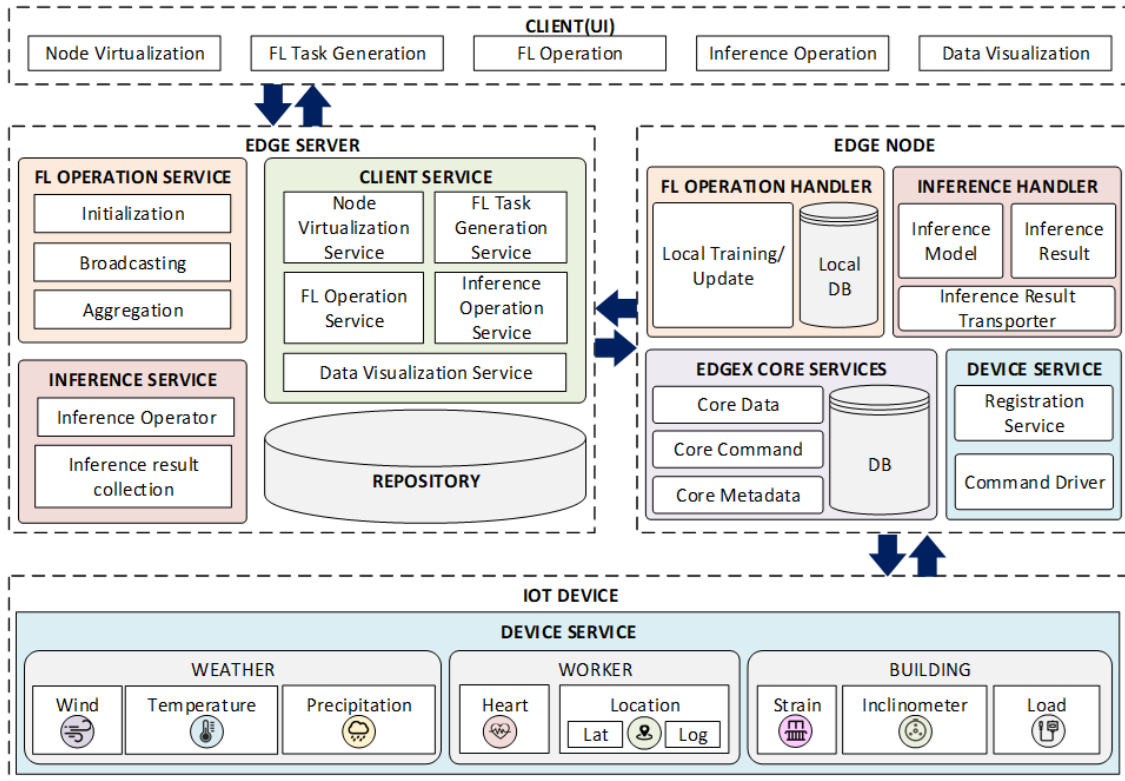 CLIENT(UI)
Node Virtualization
FL Task Generation
FL Operation
Inference Operation
Data Visualization
EDGE SERVER
FL OPERATION SERVICE
Initialization
Broadcasting
Aggregation
INFERENCE SERVICE
Inference Operator
Inference result
collection
CLIENT SERVICE
Node
Virtualization
Service
FL Task
Generation
Service
FL Operation
Service
Inference
Operation
Service
Data Visualization Service
REPOSITORY
EDGE NODE
FL OPERATION HANDLER
Local Training/
Update
Local
DB
INFERENCE HANDLER
Inference
Model
Inference
Result
Inference Result
Transporter
EDGEX CORE SERVICES
Core Data
Core Command
Core Metadata
DB
DEVICE SERVICE
Registration
Service
Command Driver
IOT DEVICE
DEVICE SERVICE
WEATHER
Wind
Temperature
Precipitation
WORKER
Heart
Location
Lat
Log
BUILDING
Strain
Inclinometer
Load